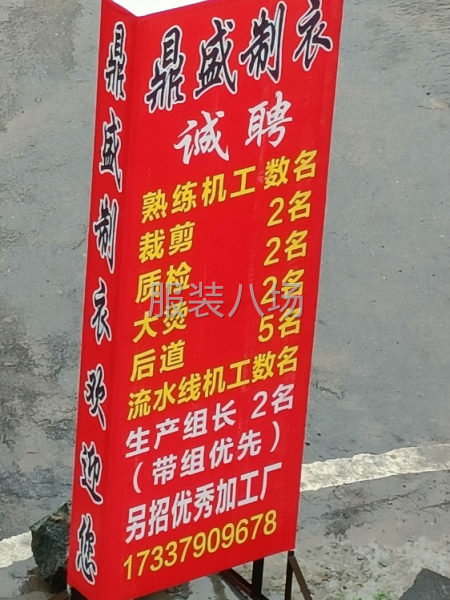 鼎盛制衣欢迎您
鼎盛制衣
诚聘
熟练机工数名
裁剪 2名
质检 2名
大烫 2名
后道 5名
流水线机工数名
生产组长 2名
（带组优先）
另招优秀加工厂
17337909678
服装八场